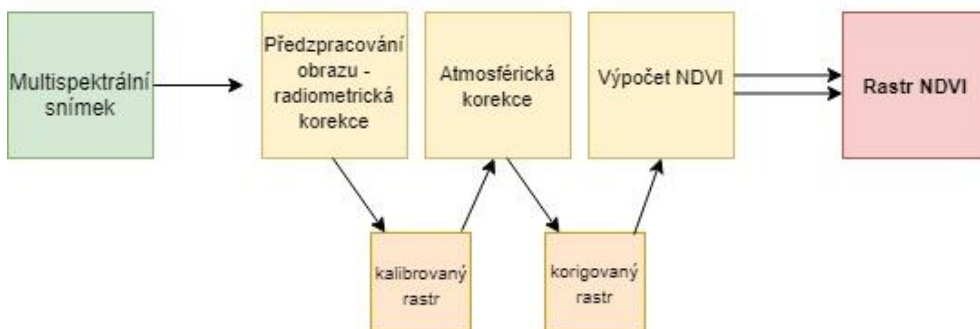 Multispektrální
snímek
Předzpracování
obrazu -
radiometrická
korekce
Atmosférická
korekce
Výpočet NDVI
Rastr NDVI
kalibrovaný
rastr
korigovaný
rastr